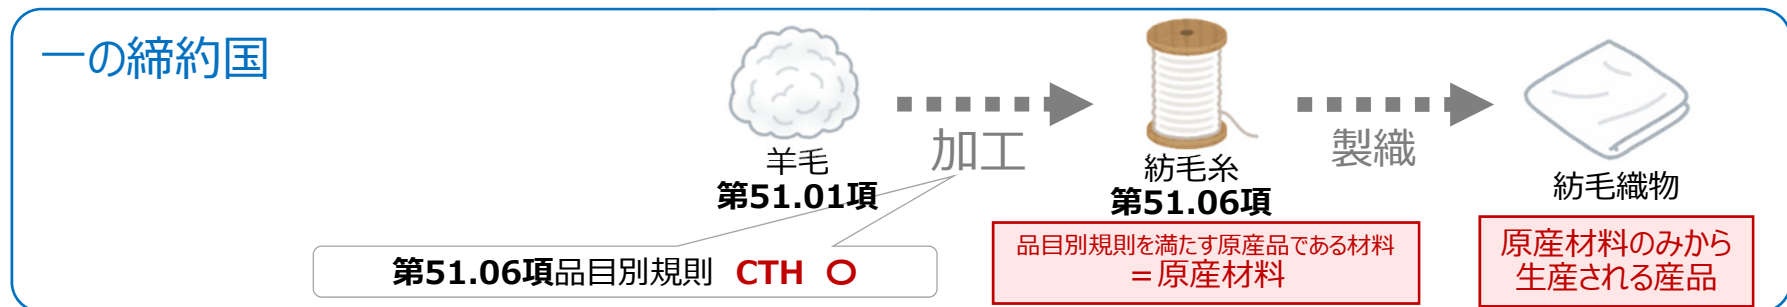 一の締約国
羊毛
第51.01項
加工
紡毛糸
第51.06項
製織
紡毛織物
第51.06項品目別規則 CTH ○
品目別規則を満たす原産品である材料
＝原産材料
原産材料のみから
生産される産品